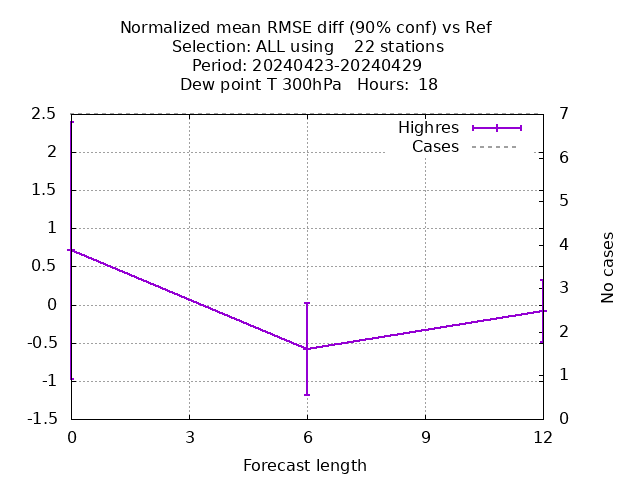 Normalized mean RMSE diff (90% conf) vs Ref
Selection: ALL using    22 stations
Period: 20240423-20240429
Dew point T 300hPa   Hours:  18
Highres
Cases
2.5
2
1.5
1
0.5
0
-0.5
-1
-1.5
7
6
5
4
3
2
1
0
No cases
0 3 6 9 12
Forecast length